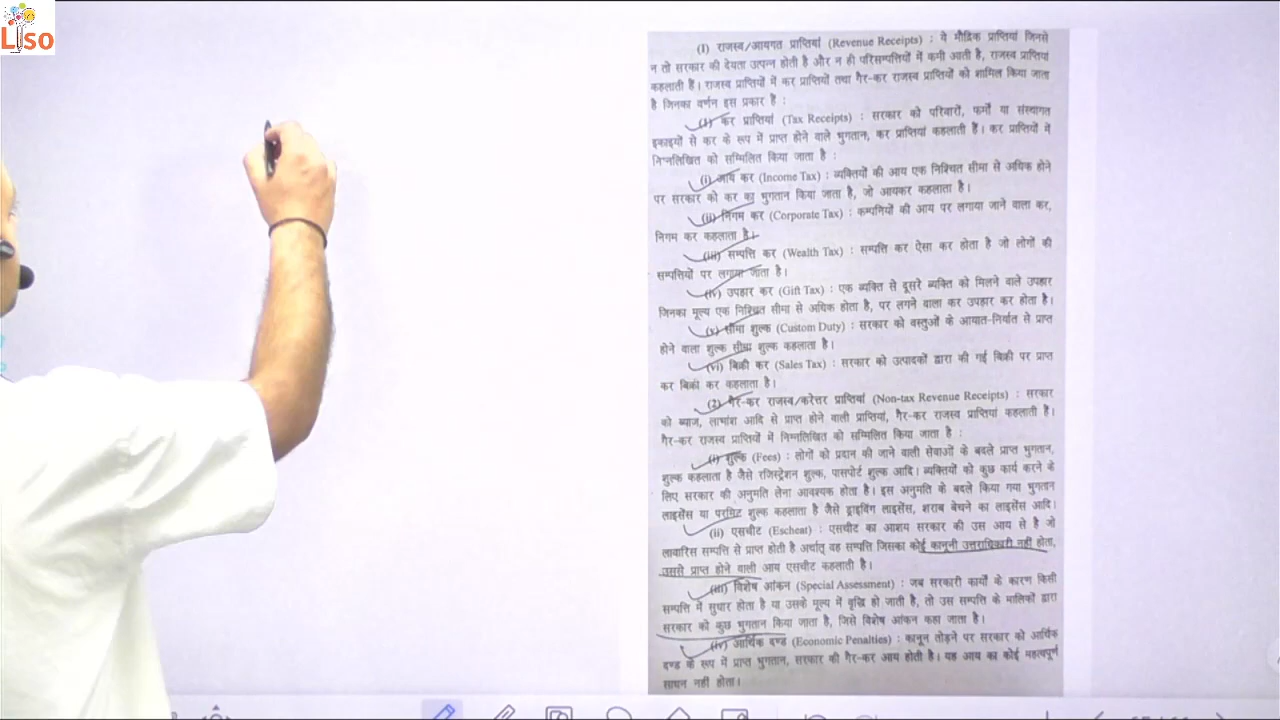 Liso
(I) राजस्व/आयगत प्राप्तियां (Revenue Receipts) : वे मौद्रिक प्राप्तियां जिनसे
न तो सरकार की देयता उत्पन्न होती है और न ही परिसम्पत्तियों में कमी आती है, राजस्व प्राप्तियां
कहलाती हैं। राजस्व प्राप्तियों में कर प्राप्तियों तथा गैर-कर राजस्व प्राप्तियों को शामिल किया जाता
है जिनका वर्णन इस प्रकार है :
(1) कर प्राप्तियां (Tax Receipts) : सरकार को परिवारों, फर्मों या संस्थागत
इकाइयों से कर के रूप में प्राप्त होने वाले भुगतान, कर प्राप्तियां कहलाती हैं। कर प्राप्तियों में
निम्नलिखित को सम्मिलित किया जाता है :
(i) आय कर (Income Tax) : व्यक्तियों की आय एक निश्चित सीमा से अधिक होने
पर सरकार को कर का भुगतान किया जाता है, जो आयकर कहलाता है।
(ii) निगम कर (Corporate Tax) : कम्पनियों की आय पर लगाया जाने वाला कर,
निगम कर कहलाता है।
(iii) सम्पत्ति कर (Wealth Tax) : सम्पत्ति कर ऐसा कर होता है जो लोगों की
सम्पत्तियों पर लगाया जाता है।
(iv) उपहार कर (Gift Tax) : एक व्यक्ति से दूसरे व्यक्ति को मिलने वाले उपहार
जिनका मूल्य एक निश्चित सीमा से अधिक होता है, पर लगने वाला कर उपहार कर होता है।
(v) सीमा शुल्क (Custom Duty) : सरकार को वस्तुओं के आयात-निर्यात से प्राप्त
होने वाला शुल्क सीमा शुल्क कहलाता है।
(vi) बिक्री कर (Sales Tax) : सरकार को उत्पादकों द्वारा की गई बिक्री पर प्राप्त
कर बिक्री कर कहलाता है।
(2) गैर-कर राजस्व/करेत्तर प्राप्तियां (Non-tax Revenue Receipts) : सरकार
को ब्याज, लाभांश आदि से प्राप्त होने वाली प्राप्तियां, गैर-कर राजस्व प्राप्तियां कहलाती हैं।
गैर-कर राजस्व प्राप्तियों में निम्नलिखित को सम्मिलित किया जाता है :
(i) शुल्क (Fees) : लोगों को प्रदान की जाने वाली सेवाओं के बदले प्राप्त भुगतान,
शुल्क कहलाता है जैसे रजिस्ट्रेशन शुल्क, पासपोर्ट शुल्क आदि। व्यक्तियों को कुछ कार्य करने के
लिए सरकार की अनुमति लेना आवश्यक होता है। इस अनुमति के बदले किया गया भुगतान
लाइसेंस या परमिट शुल्क कहलाता है जैसे ड्राइविंग लाइसेंस, शराब बेचने का लाइसेंस आदि।
(ii) एसचीट (Escheat) : एसचीट का आशय सरकार की उस आय से है जो
लावारिस सम्पत्ति से प्राप्त होती है अर्थात् वह सम्पत्ति जिसका कोई कानूनी उत्तराधिकारी नहीं होता,
उससे प्राप्त होने वाली आय एसचीट कहलाती है।
(iii) विशेष आंकन (Special Assessment) : जब सरकारी कार्यों के कारण किसी
सम्पत्ति में सुधार होता है या उसके मूल्य में वृद्धि हो जाती है, तो उस सम्पत्ति के मालिकों द्वारा
सरकार को कुछ भुगतान किया जाता है, जिसे विशेष आंकन कहा जाता है।
(iv) आर्थिक दण्ड (Economic Penalties) : कानून तोड़ने पर सरकार को आर्थिक
दण्ड के रूप में प्राप्त भुगतान, सरकार की गैर-कर आय होती है। यह आय का कोई महत्वपूर्ण
साधन नहीं होता।